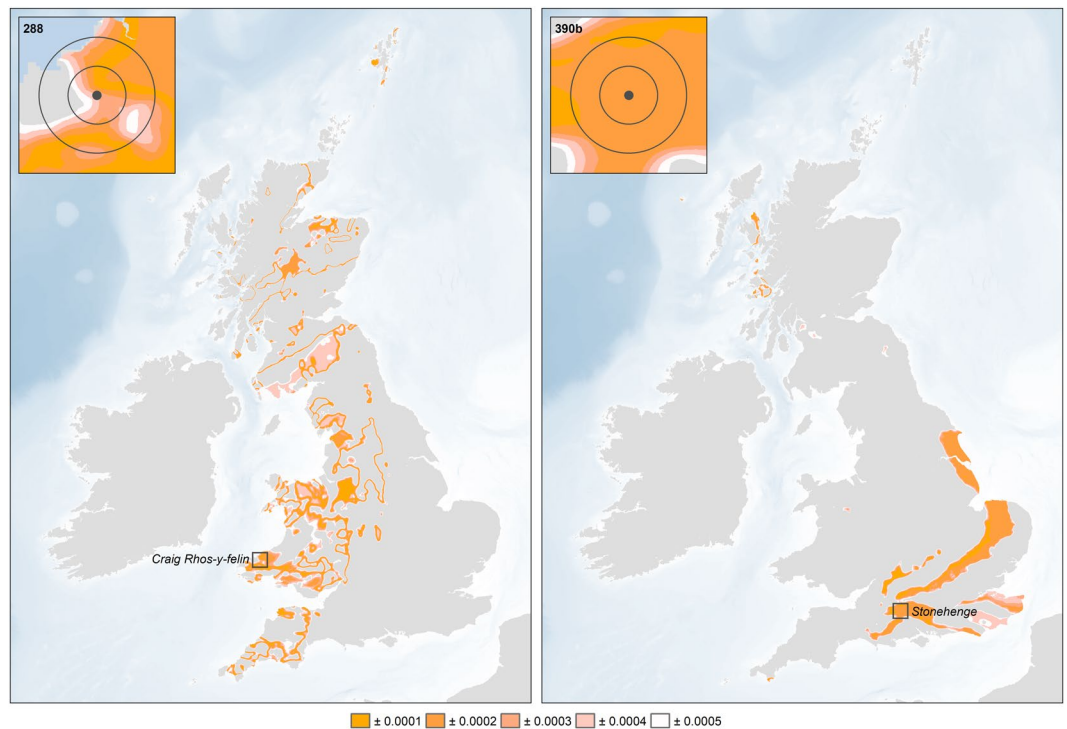 288
390b
Craig Rhos-y-felin
Stonehenge
± 0.0001 ± 0.0002 ± 0.0003 ± 0.0004 ± 0.0005